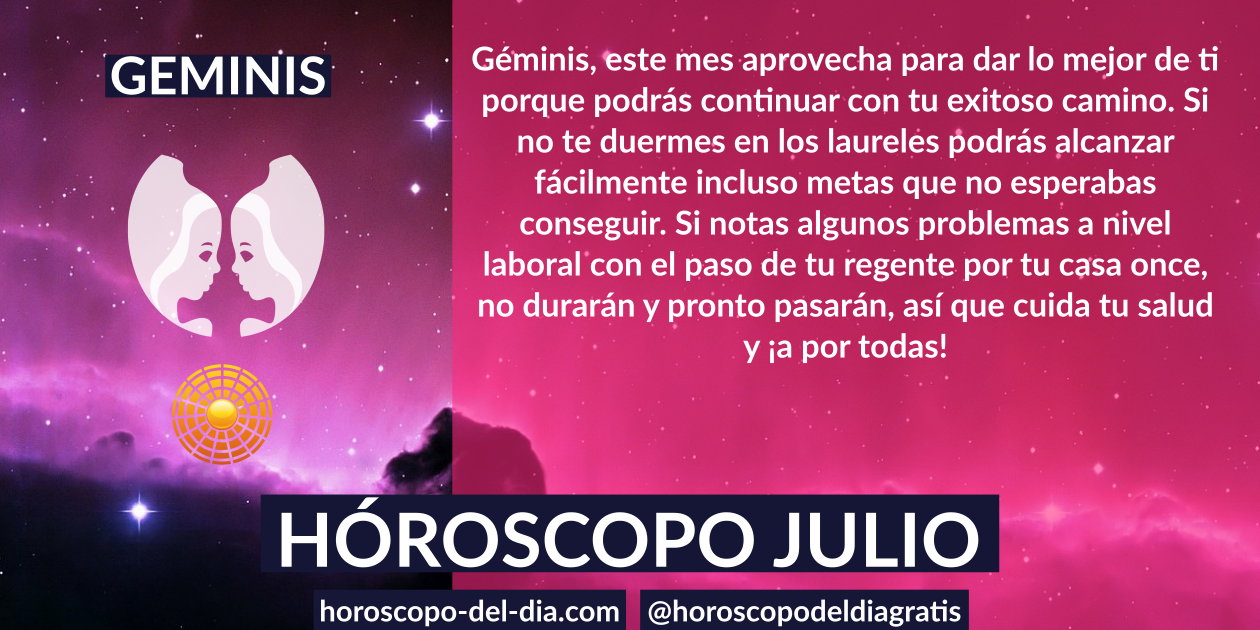 GEMINIS
Géminis, este mes aprovecha para dar lo mejor de ti
porque podrás continuar con tu exitoso camino. Si
no te duermes en los laureles podrás alcanzar
fácilmente incluso metas que no esperabas
conseguir. Si notas algunos problemas a nivel
laboral con el paso de tu regente por tu casa once,
no durarán y pronto pasarán, así que cuida tu salud
y ¡a por todas!
HÓROSCOPO JULIO
horoscopo-del-dia.com
@horoscopodeldiagratis